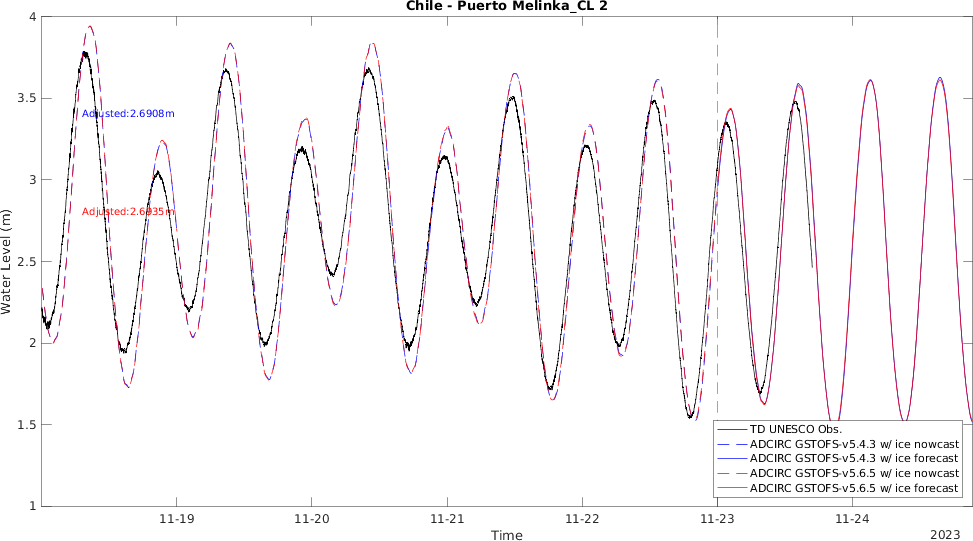 Chile - Puerto Melinka_CL 2
4
3.5
3
2.5
2
1.5
1
Water Level (m)
Adjusted:2.6908m
Adjusted:2.6935m
TD UNESCO Obs.
ADCIRC GSTOFS-v5.4.3 w/ ice nowcast
ADCIRC GSTOFS-v5.4.3 w/ ice forecast
ADCIRC GSTOFS-v5.6.5 w/ ice nowcast
ADCIRC GSTOFS-v5.6.5 w/ ice forecast
11-19 11-20 11-21 11-22 11-23 11-24
Time
2023